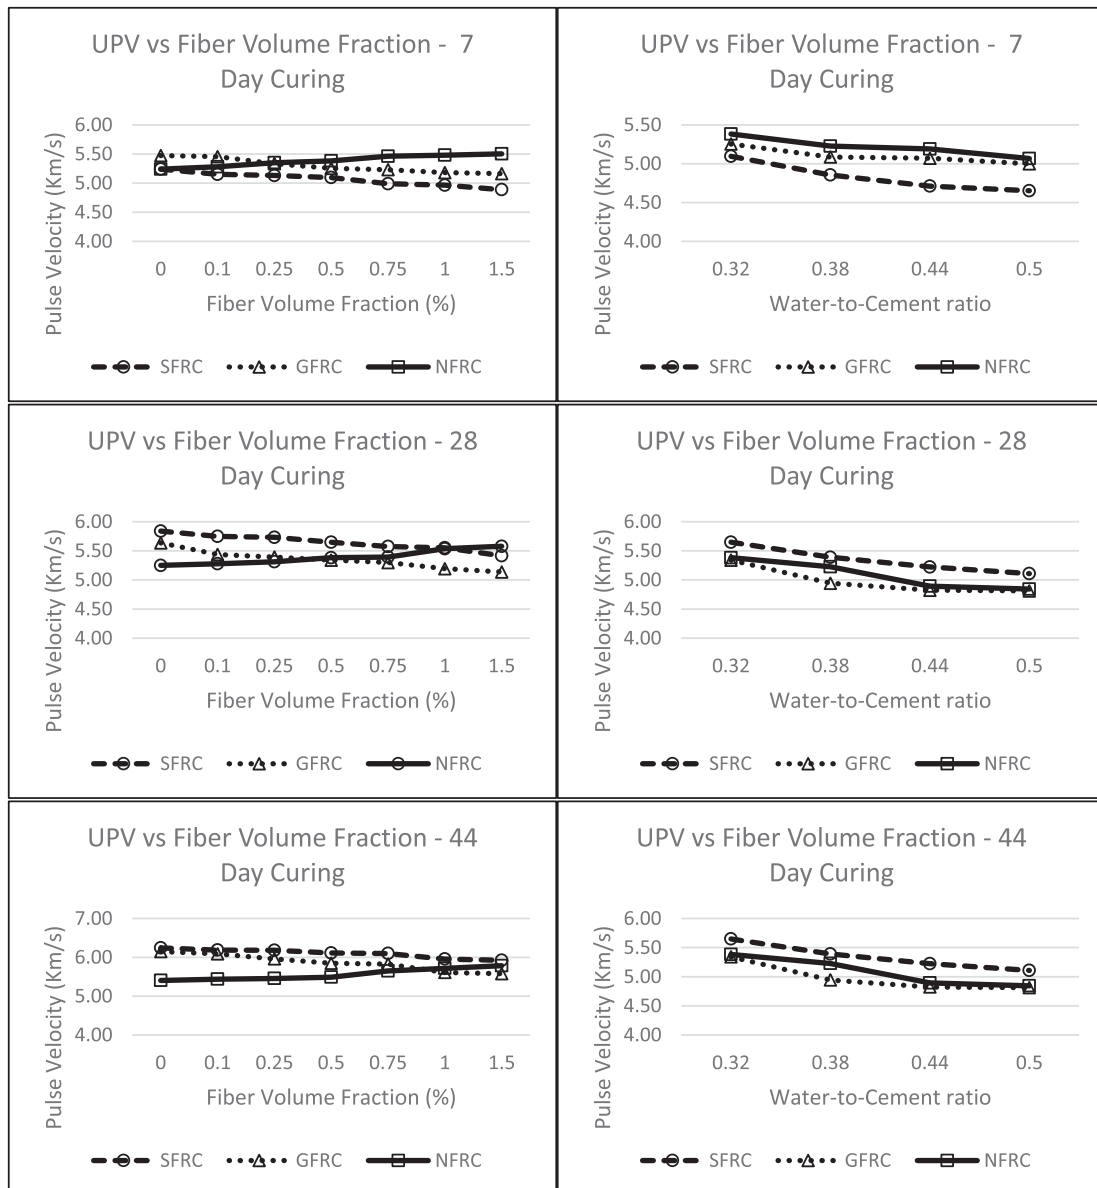 UPV vs Fiber Volume Fraction - 7
Day Curing
Pulse Velocity (Km/s)
6.00
5.50
5.00
4.50
4.00
0 0.1 0.25 0.5 0.75 1 1.5
Fiber Volume Fraction (%)
SFRC GFRC NFRC
UPV vs Fiber Volume Fraction - 7
Day Curing
Pulse Velocity (Km/s)
5.50
5.00
4.50
4.00
0.32 0.38 0.44 0.5
Water-to-Cement ratio
SFRC GFRC NFRC
UPV vs Fiber Volume Fraction - 28
Day Curing
Pulse Velocity (Km/s)
6.00
5.50
5.00
4.50
4.00
0 0.1 0.25 0.5 0.75 1 1.5
Fiber Volume Fraction (%)
SFRC GFRC NFRC
UPV vs Fiber Volume Fraction - 28
Day Curing
Pulse Velocity (Km/s)
6.00
5.50
5.00
4.50
4.00
0.32 0.38 0.44 0.5
Water-to-Cement ratio
SFRC GFRC NFRC
UPV vs Fiber Volume Fraction - 44
Day Curing
Pulse Velocity (Km/s)
7.00
6.00
5.00
4.00
0 0.1 0.25 0.5 0.75 1 1.5
Fiber Volume Fraction (%)
SFRC GFRC NFRC
UPV vs Fiber Volume Fraction - 44
Day Curing
Pulse Velocity (Km/s)
6.00
5.50
5.00
4.50
4.00
0.32 0.38 0.44 0.5
Water-to-Cement ratio
SFRC GFRC NFRC